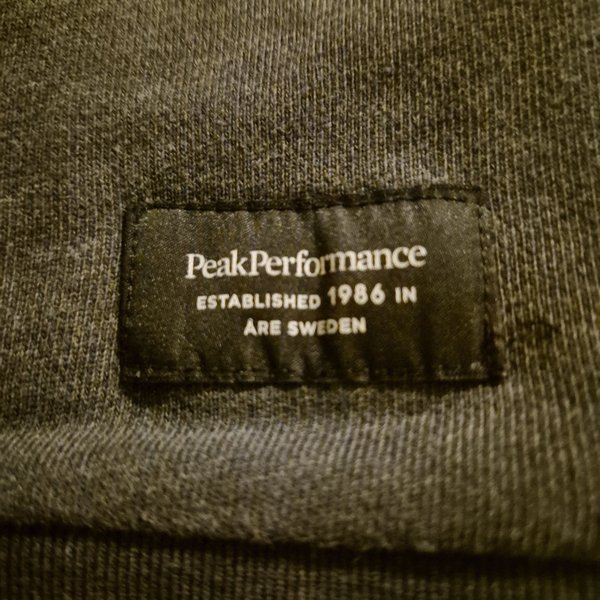 PeakPerformance
ESTABLISHED 1986 IN
ÅRE SWEDEN